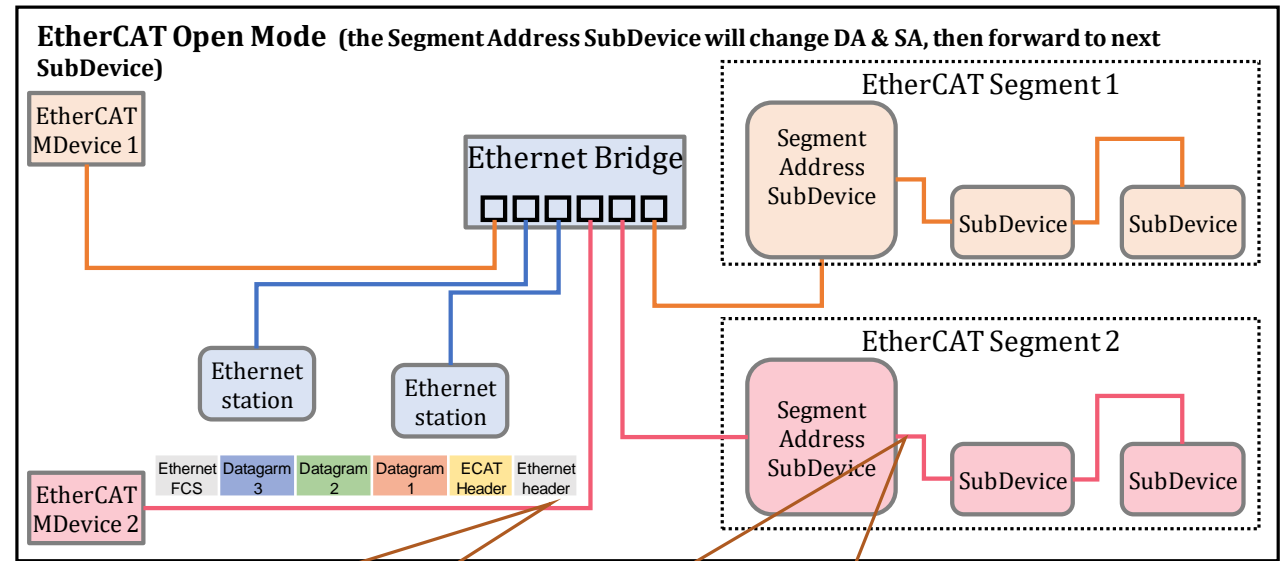 EtherCAT Open Mode (the Segment Address SubDevice will change DA & SA, then forward to next
SubDevice)
EtherCAT
MDevice 1
Ethernet Bridge
EtherCAT Segment 1
Segment
Address
SubDevice
SubDevice
SubDevice
Ethernet
station
Ethernet
station
EtherCAT Segment 2
Segment
Address
SubDevice
SubDevice
SubDevice
EtherCAT
MDevice 2
Ethernet
FCS
Datagarm
3
Datagram
2
Datagram
1
ECAT
Header
Ethernet
header